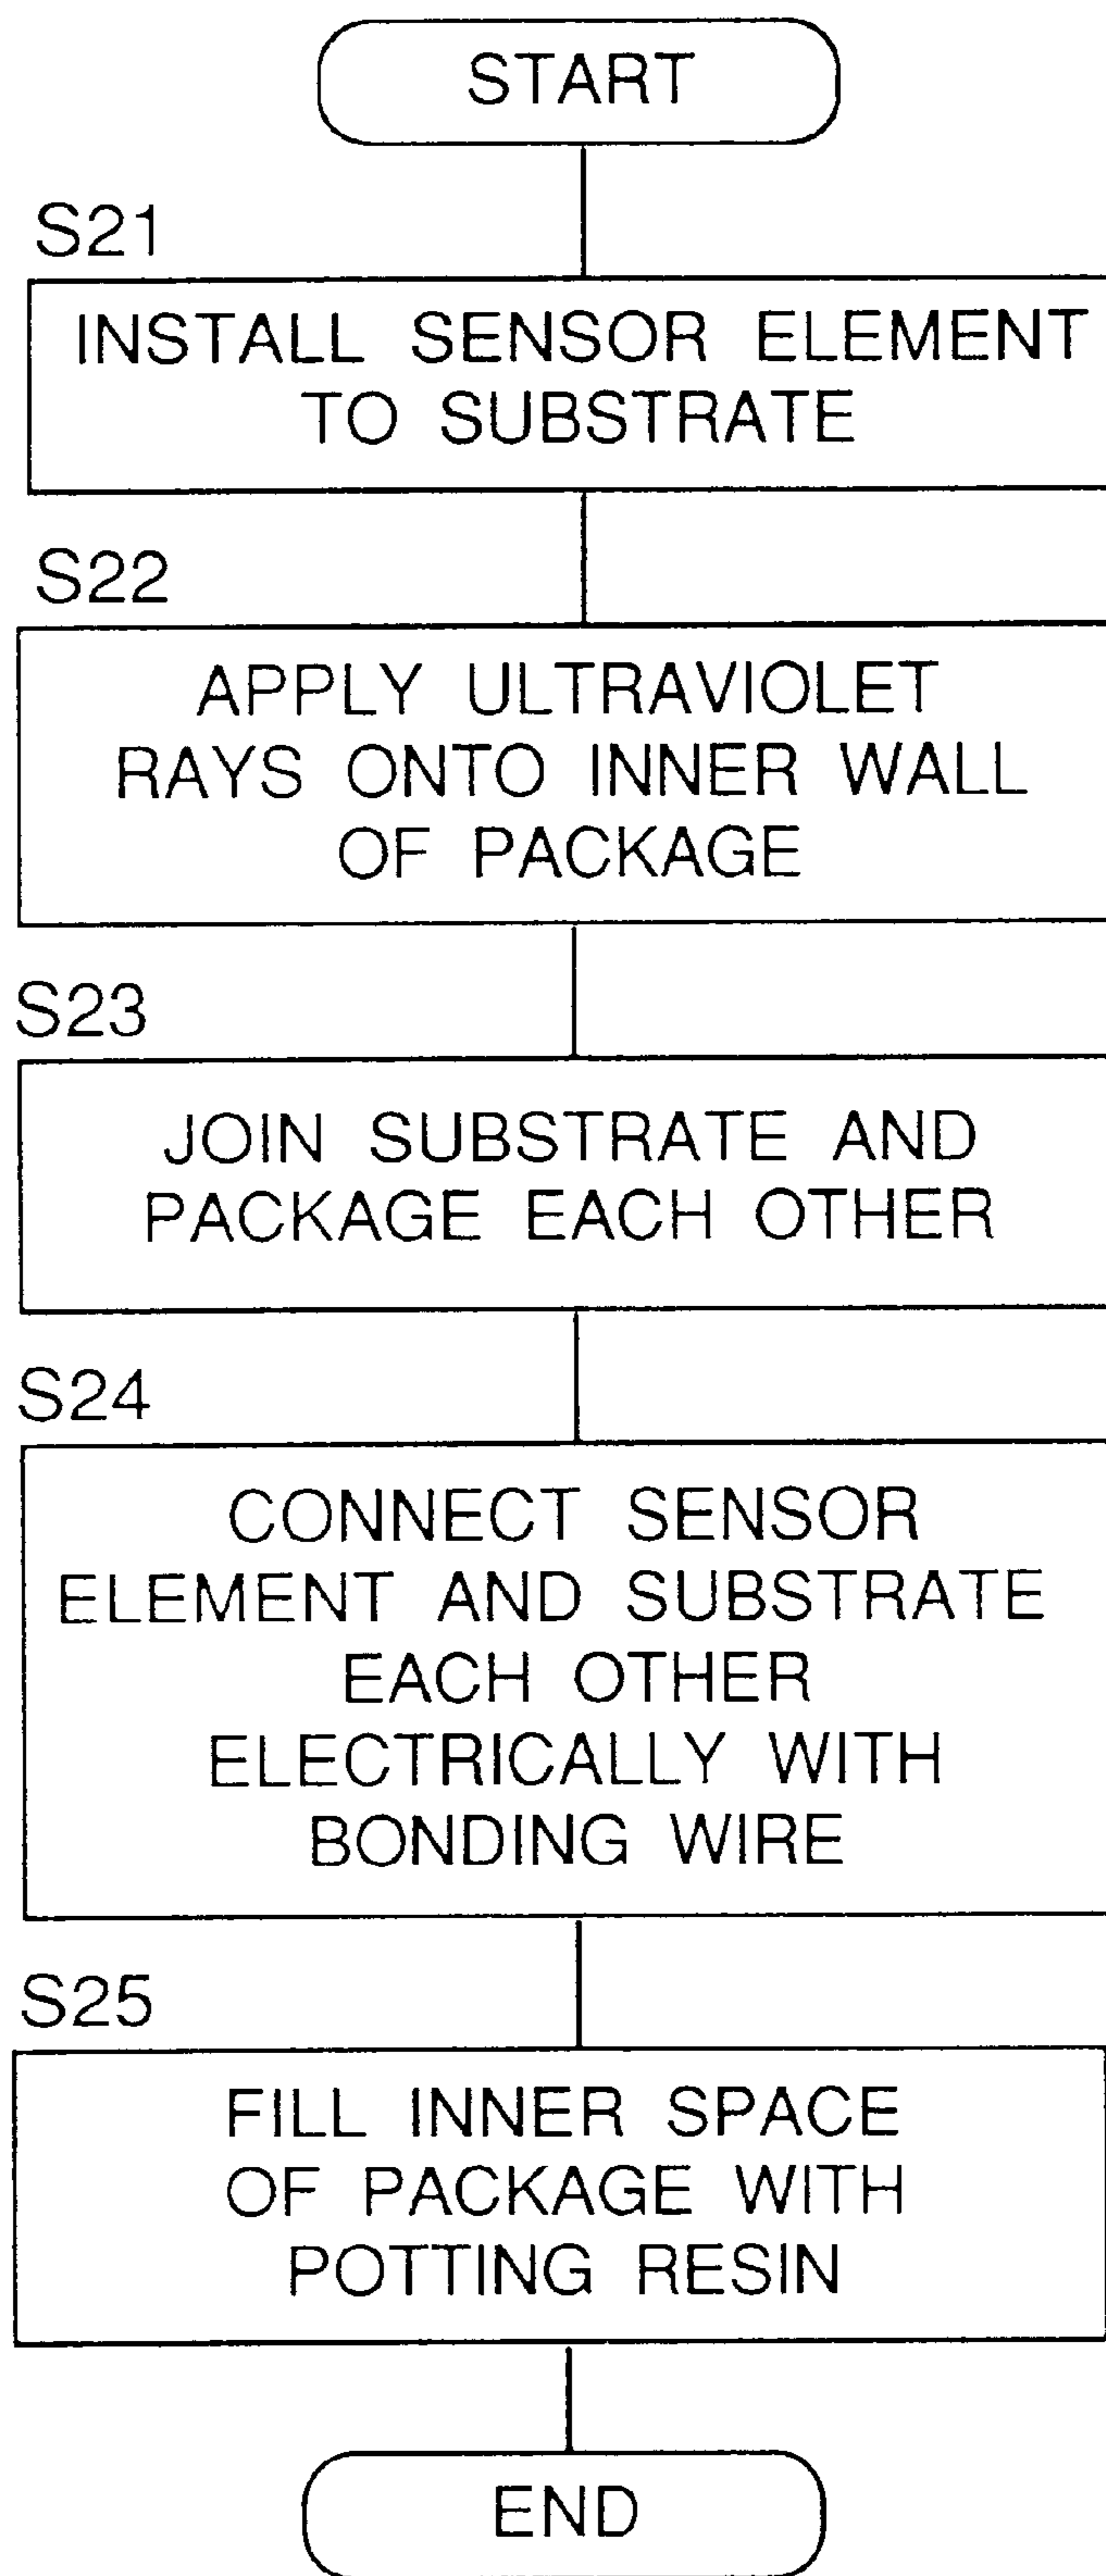 START
S21
INSTALL SENSOR ELEMENT
TO SUBSTRATE
S22
APPLY ULTRAVIOLET
RAYS ONTO INNER WALL
OF PACKAGE
S23
JOIN SUBSTRATE AND
PACKAGE EACH OTHER
S24
CONNECT SENSOR
ELEMENT AND SUBSTRATE
EACH OTHER
ELECTRICALLY WITH
BONDING WIRE
S25
FILL INNER SPACE
OF PACKAGE WITH
POTTING RESIN
END